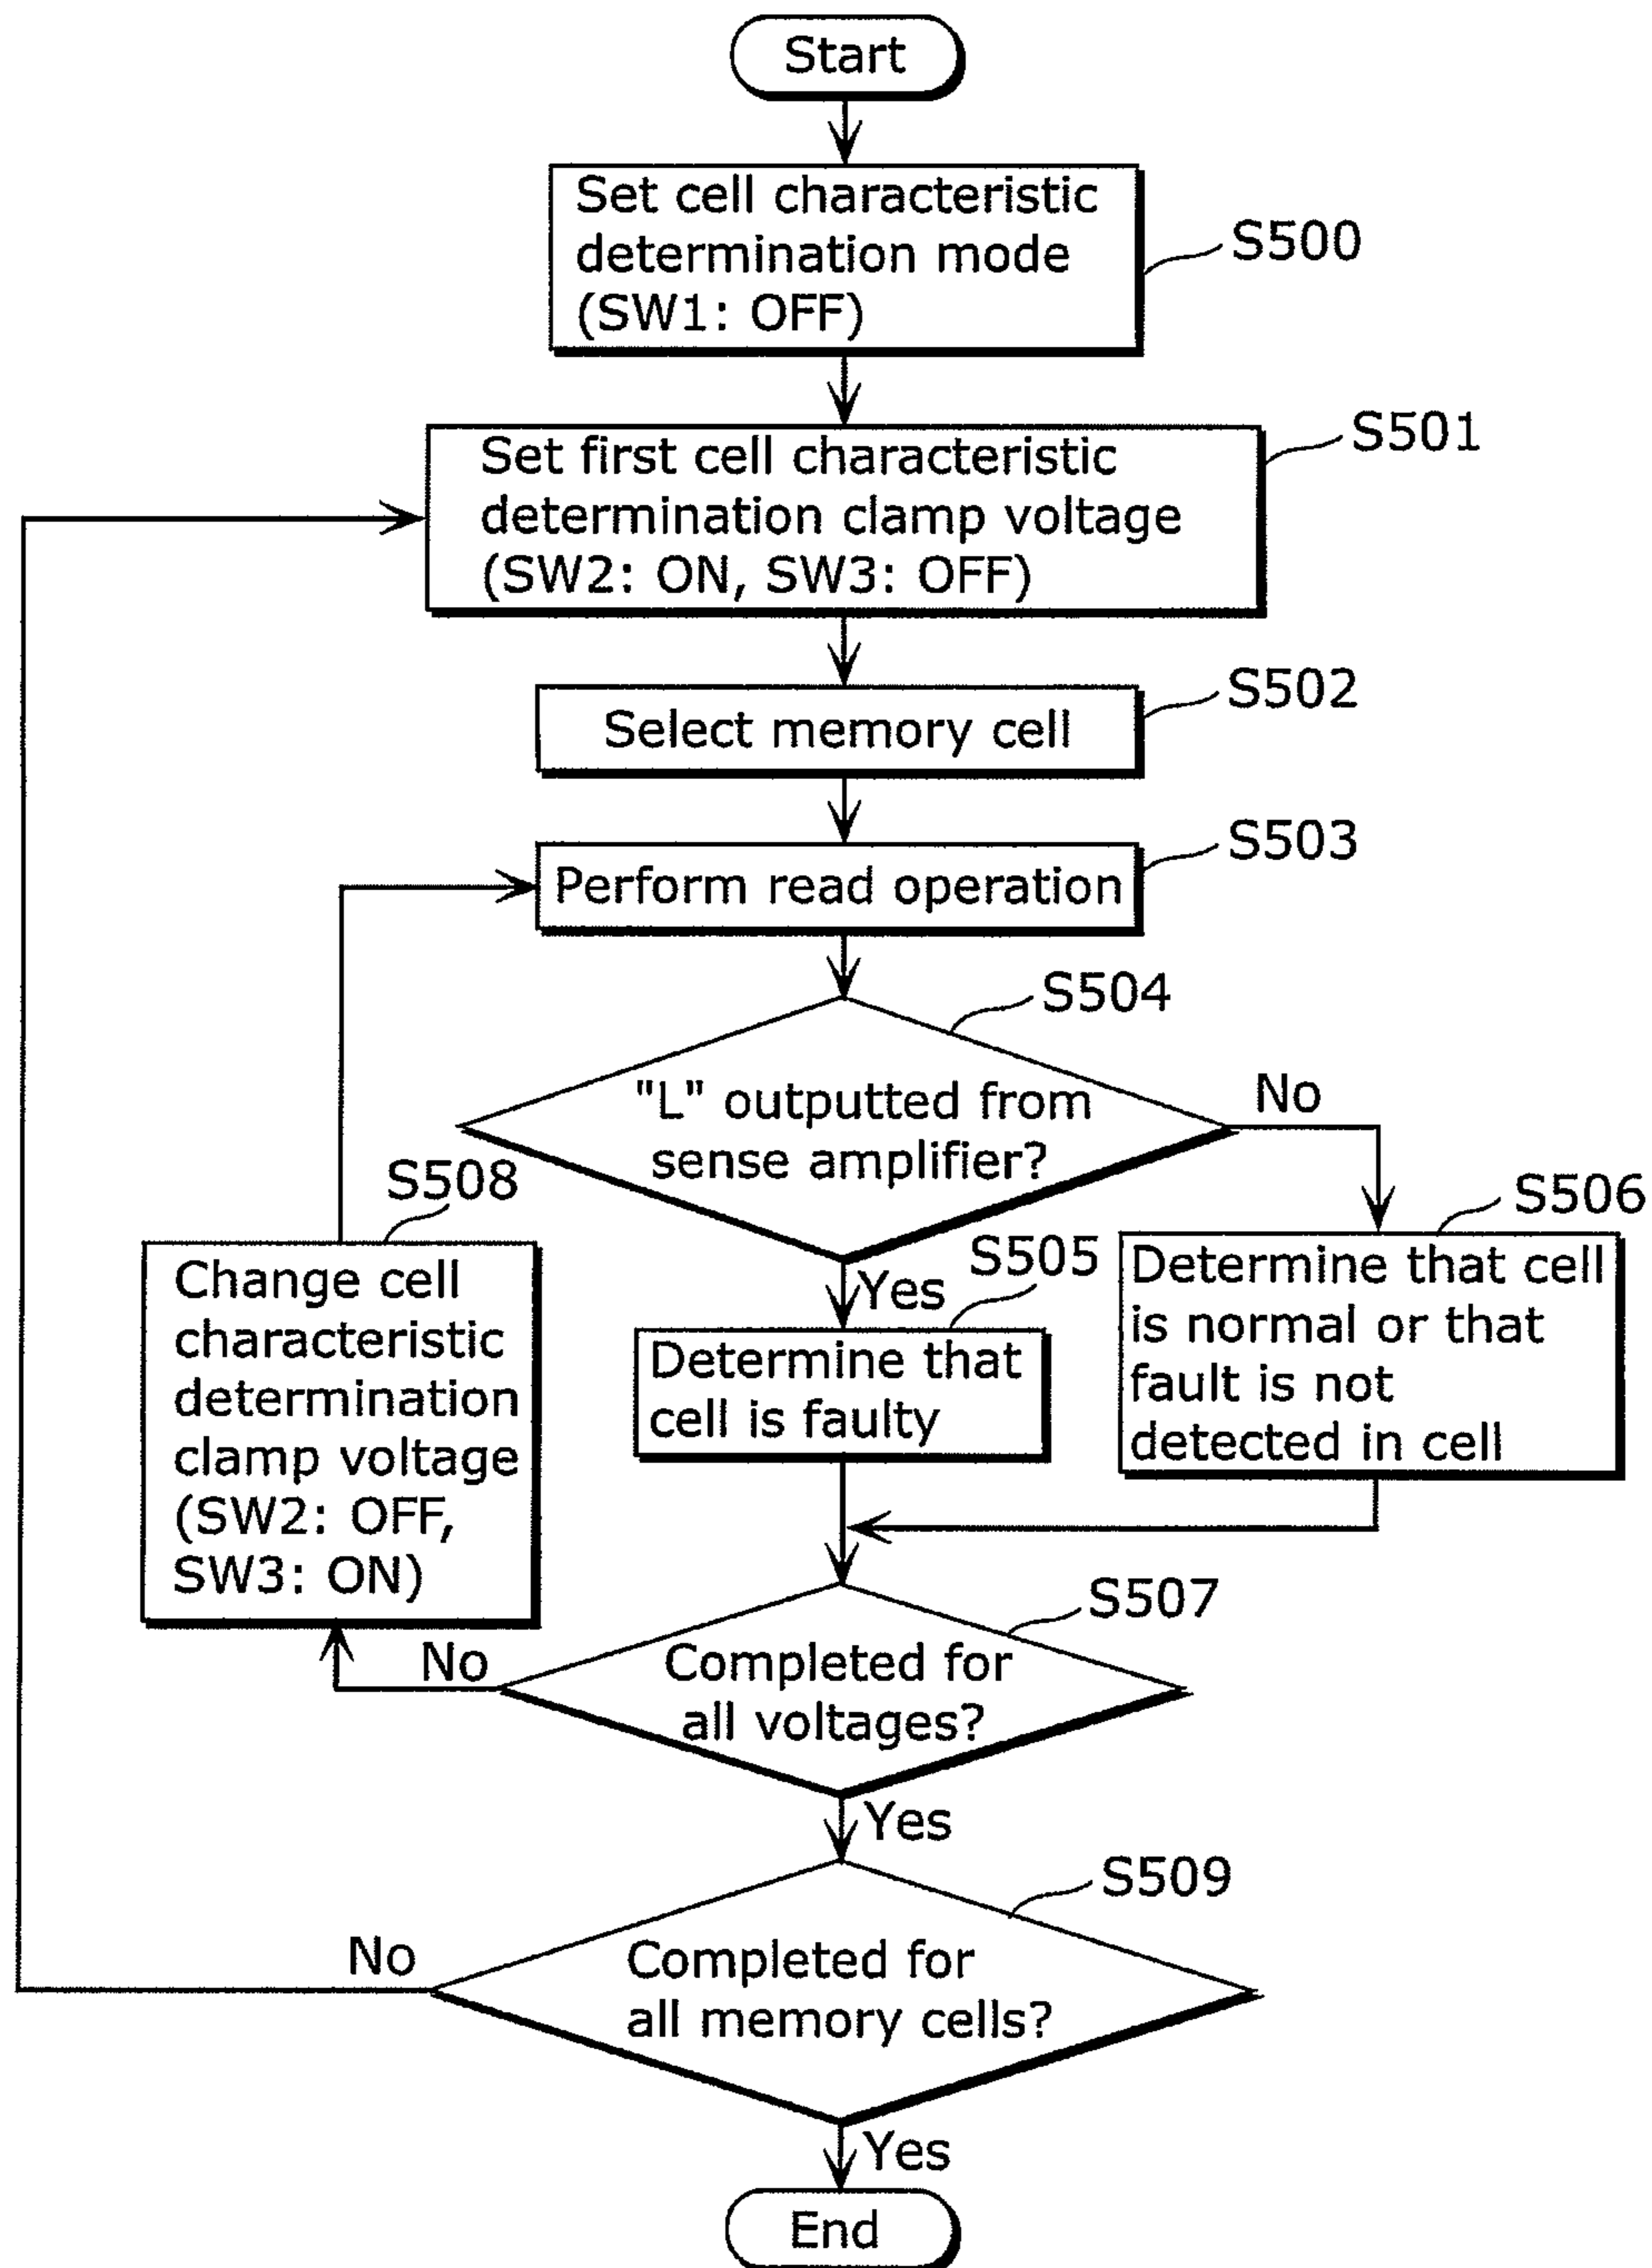 Start
Set cell characteristic
determination mode
(SW1: OFF)
S500
Set first cell characteristic
determination clamp voltage
(SW2: ON, SW3: OFF)
S501
Select memory cell
S502
Perform read operation
S503
"L" outputted from
sense amplifier?
S504
No
Yes
Determine that
cell is faulty
S505
Determine that cell
is normal or that
fault is not
detected in cell
S506
Change cell
characteristic
determination
clamp voltage
(SW2: OFF,
SW3: ON)
S508
Completed for
all voltages?
S507
No
Yes
Completed for
all memory cells?
S509
No
Yes
End